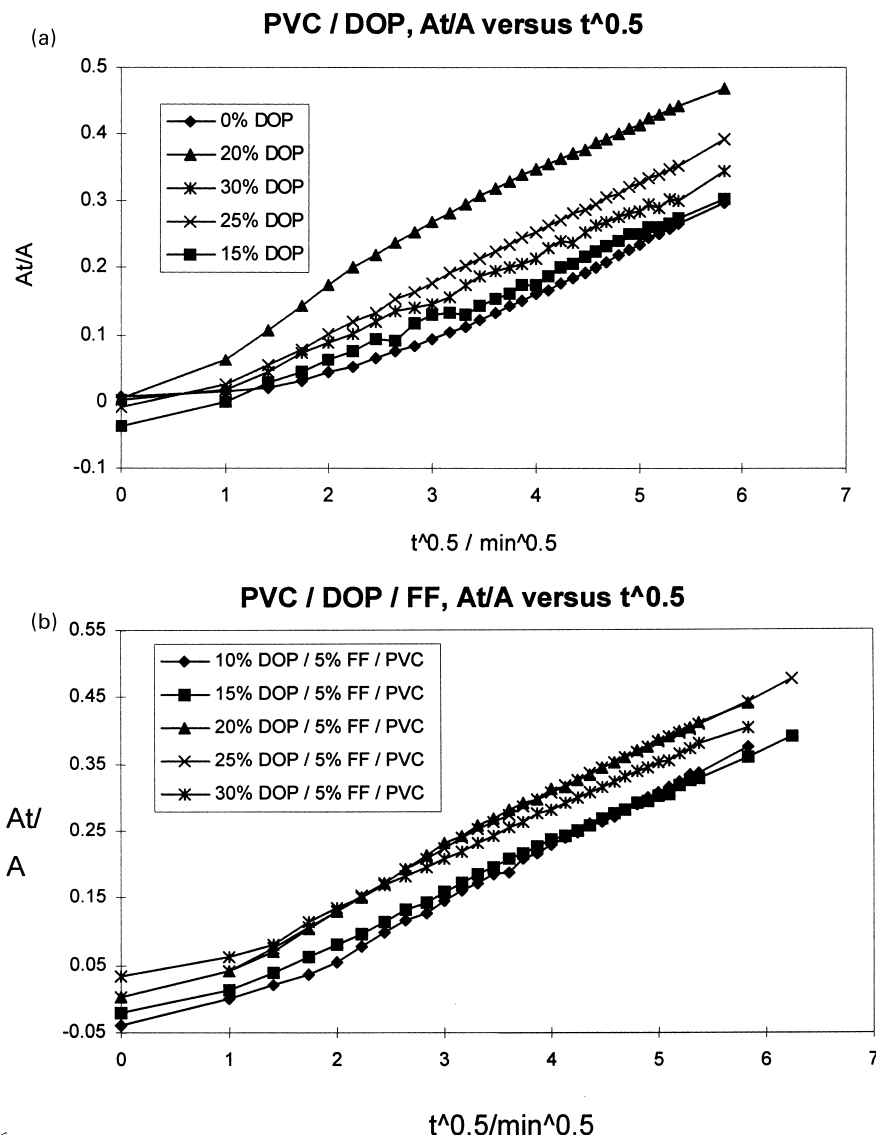 PVC / DOP, At/A versus t^0.5
(a)
0.5
0.4
0.3
0.2
0.1
0
-0.1
At/A
0% DOP
20% DOP
30% DOP
25% DOP
15% DOP
0 1 2 3 4 5 6 7
t^0.5 / min^0.5
PVC / DOP / FF, At/A versus t^0.5
(b)
0.55
0.45
0.35
0.25
0.15
0.05
-0.05
At/
A
10% DOP / 5% FF / PVC
15% DOP / 5% FF / PVC
20% DOP / 5% FF / PVC
25% DOP / 5% FF / PVC
30% DOP / 5% FF / PVC
0 1 2 3 4 5 6 7
t^0.5/min^0.5